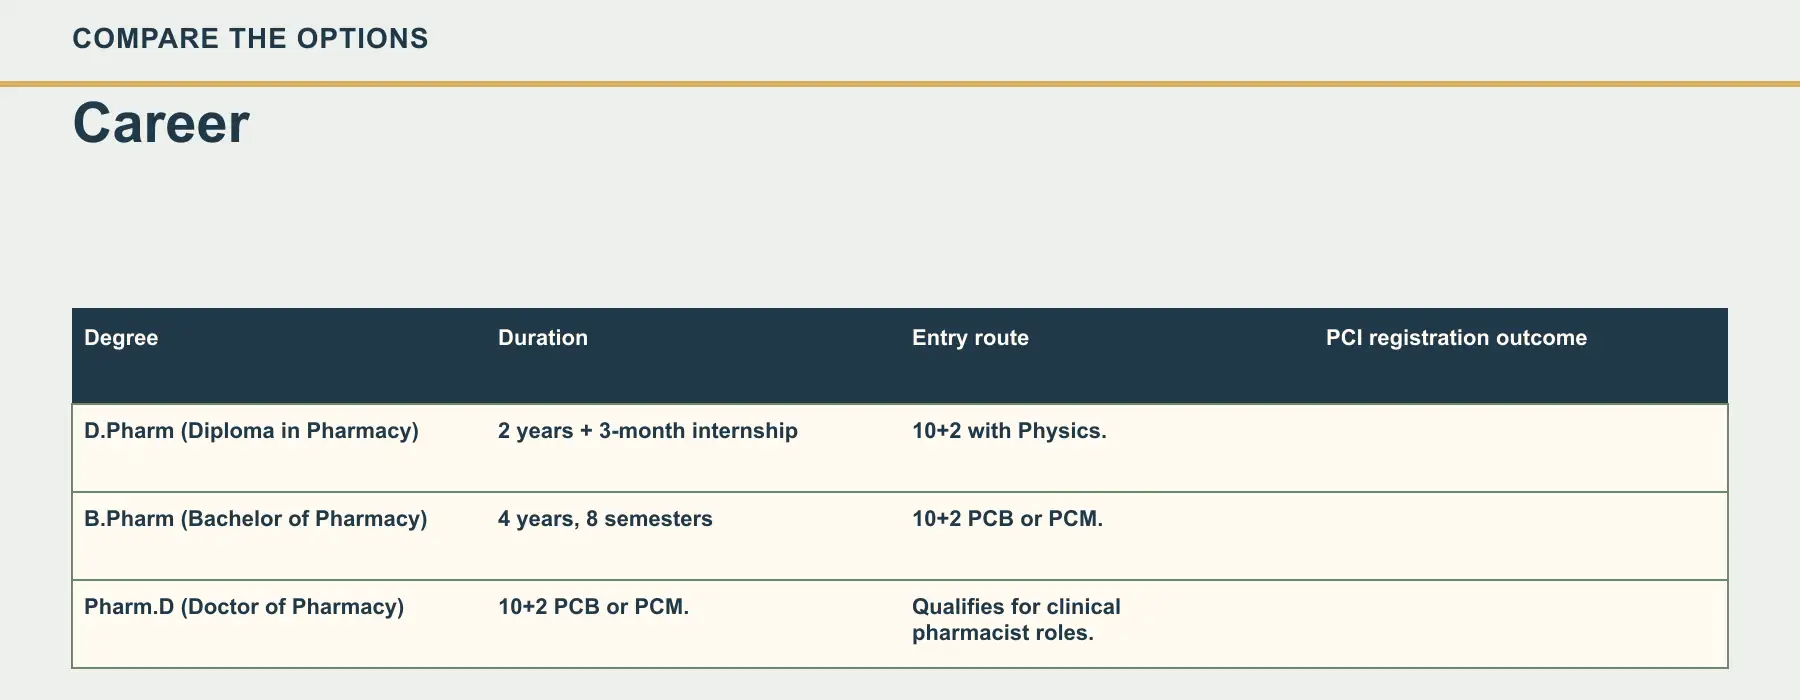 COMPARE THE OPTIONS
Career
Degree Duration Entry route PCI registration outcome
D.Pharm (Diploma in Pharmacy) 2 years + 3-month internship 10+2 with Physics.
B.Pharm (Bachelor of Pharmacy) 4 years, 8 semesters 10+2 PCB or PCM.
Pharm.D (Doctor of Pharmacy) 10+2 PCB or PCM. Qualifies for clinical
pharmacist roles.